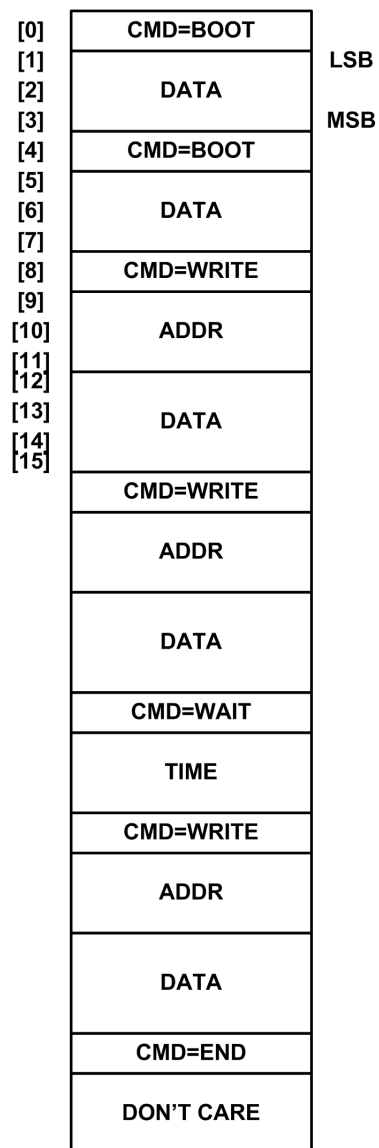 [0] CMD=BOOT
[1] LSB
[2] DATA
[3] MSB
[4] CMD=BOOT
[5]
[6] DATA
[7]
[8] CMD=WRITE
[9]
[10] ADDR
[11]
[12]
[13] DATA
[14]
[15]
CMD=WRITE
ADDR
DATA
CMD=WAIT
TIME
CMD=WRITE
ADDR
DATA
CMD=END
DON'T CARE